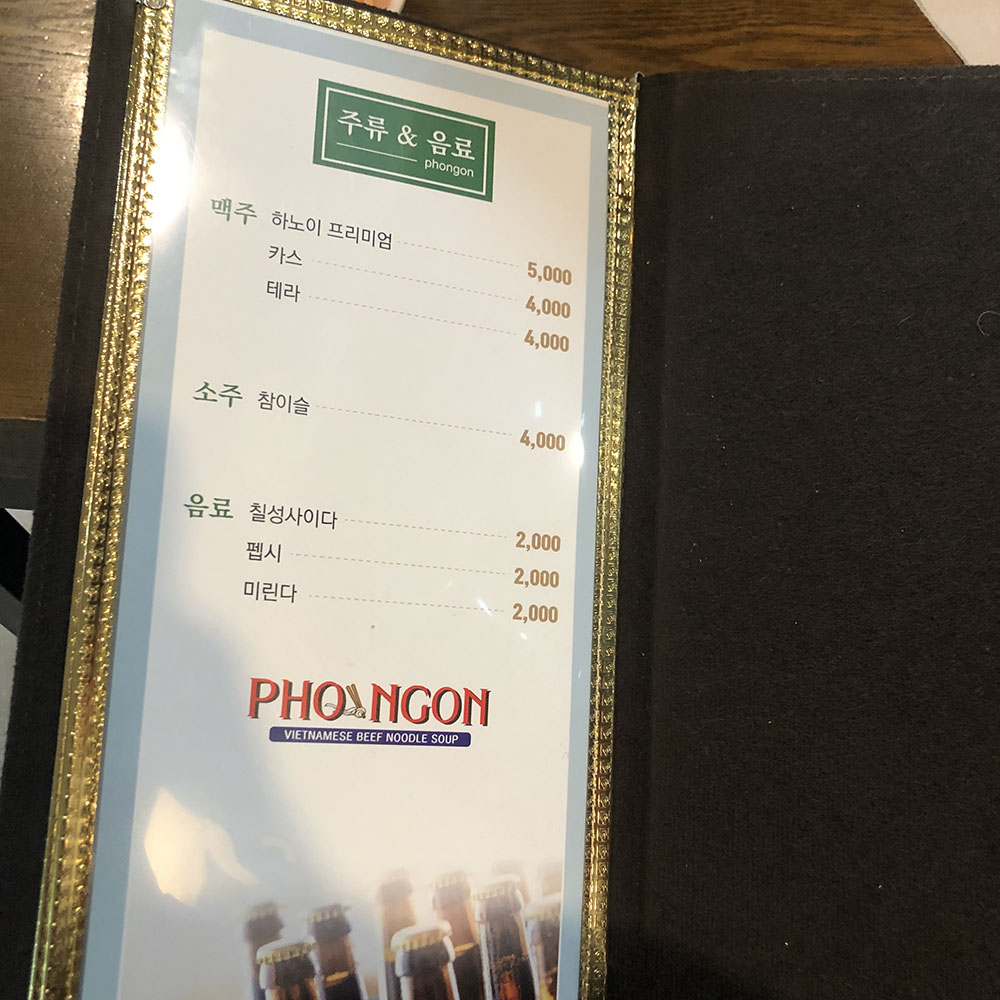 주류 & 음료
phongon
맥주 하노이 프리미엄 5,000
카스 4,000
테라 4,000
소주 참이슬 4,000
음료 칠성사이다 2,000
펩시 2,000
미린다 2,000
PHO NGON
VIETNAMESE BEEF NOODLE SOUP